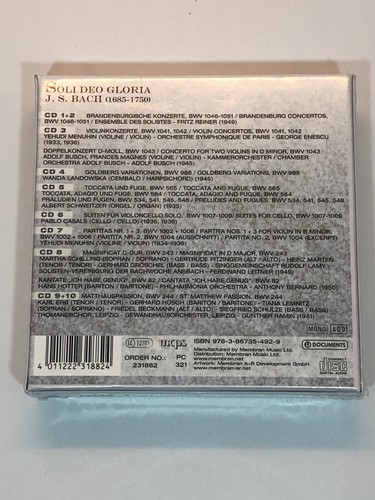 SOLI DEO GLORIA
J. S. BACH (1685-1750)
CD 1+2 BRANDENBURGISCHE KONZERTE, BWV 1046-1051 / BRANDENBURG CONCERTOS,
BWV 1046-1051 / ENSEMBLE DES SOLISTES - FRITZ REINER (1949)
CD 3 VIOLINKONZERTE, BWV 1041, 1042 / VIOLIN CONCERTOS, BWV 1041, 1042
YEHUDI MENUHIN (VIOLINE / VIOLIN) - ORCHESTRE SYMPHONIQUE DE PARIS - GEORGE ENESCU
(1933, 1936)
DOPPELKONZERT D-MOLL, BWV 1043 / CONCERTO FOR TWO VIOLINS IN D MINOR, BWV 1043
ADOLF BUSCH, FRANCES MAGNES (VIOLINE / VIOLIN) - KAMMERORCHESTER / CHAMBER
ORCHESTRA ADOLF BUSCH - ADOLF BUSCH (1945)
CD 4 GOLDBERG VARIATIONEN, BWV 988 / GOLDBERG VARIATIONS, BWV 988
WANDA LANDOWSKA (CEMBALO / HARPSICHORD) (1945)
CD 5 TOCCATA UND FUGE, BWV 565 / TOCCATA AND FUGUE, BWV 565
TOCCATA, ADAGIO UND FUGE, BWV 564 / TOCCATA, ADAGIO AND FUGUE, BWV 564
PRÄLUDIEN UND FUGEN, BWV 534, 541, 545, 548 / PRELUDES AND FUGUES, BWV 534, 541, 545, 548
ALBERT SCHWEITZER (ORGEL / ORGAN) (1935)
CD 6 SUITEN FÜR VIOLONCELLO SOLO, BWV 1007-1009/ SUITES FOR CELLO, BWV 1007-1009
PABLO CASALS (CELLO / CELLO) (1936, 1938)
CD 7 PARTITAS NR. 1 + 3, BWV 1002 + 1006 / PARTITA NOS. 1 + 3 FOR VIOLIN IN B MINOR,
BWV 1002 + 1006 / PARTITA NR. 2, BWV 1004 (AUSSCHNITT) / PARTITA NO. 2, BWV 1004 (EXCERPT)
YEHUDI MENUHIN (VIOLINE / VIOLIN) (1934-1936)
CD 8 MAGNIFICAT D-DUR, BWV 243 / MAGNIFICAT IN D MAJOR, BWV 243
MARTHA SCHILLING (SOPRAN / SOPRANO) - GERTRUDE PITZINGER (ALT / ALTO) - HEINZ MARTEN
(TENOR / TENOR) - GERHARD GRÖSCHEL (BASS / BASS) - SINGGEMEINSCHAFT RUDOLF LAMY -
SOLISTEN-VEREINIGUNG DER BACHWOCHE ANSBACH - FERDINAND LEITNER (1949)
KANTATE „ICH HABE GENUG“, BWV 82 / CANTATA "ICH HABE GENUG", BWV 82
HANS HOTTER (BARITON / BARITONE) - PHILHARMONIA ORCHESTRA - ANTHONY BERNARD (1950)
CD 9+10 MATTHÄUSPASSION, BWV 244 / ST. MATTHEW PASSION, BWV 244
KARL ERB (TENOR / TENOR) - GERHARD HÜSCH (BARITON / BARITONE) - TIANA LEMNITZ
(SOPRAN / SOPRANO) - FRIEDEL BECKMANN (ALT / ALTO) - SIEGFRIED SCHULZE (BASS / BASS)
THOMANERCHOR LEIPZIG - GEWANDHAUSORCHESTER LEIPZIG - GÜNTHER RAMIN (1941)
MONO ADD
LC 12281
mcps
ISBN 978-3-86735-492-9
DOCUMENTS
Manufactured by Membran Music Ltd.
Distribution: Membran Music Ltd.
www.membran.net
Artwork: Membran A+R Development GmbH
www.membran-ar.net
ORDER NO.: PC
231882 321
4 011222 318824
COMPACT
disc
DIGITAL AUDIO